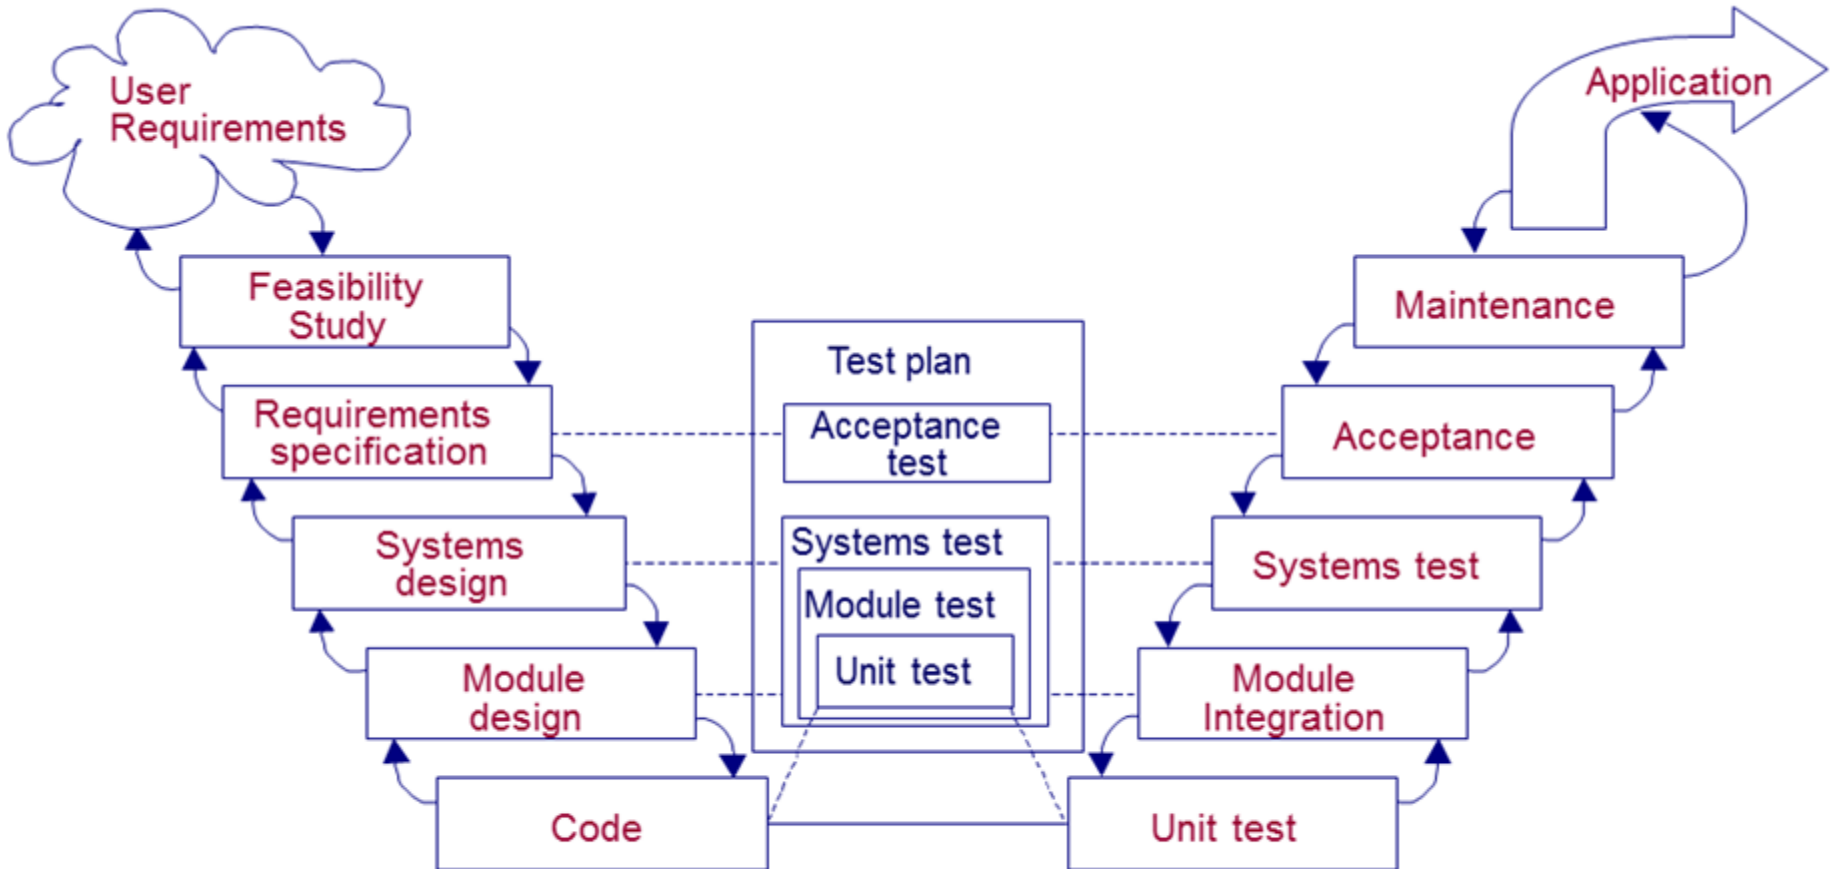 User
Requirements
Application
Feasibility
Study
Maintenance
Test plan
Requirements
specification
Acceptance
test
Acceptance
Systems
design
Systems test
Module test
Unit test
Systems test
Module
design
Module
Integration
Code
Unit test